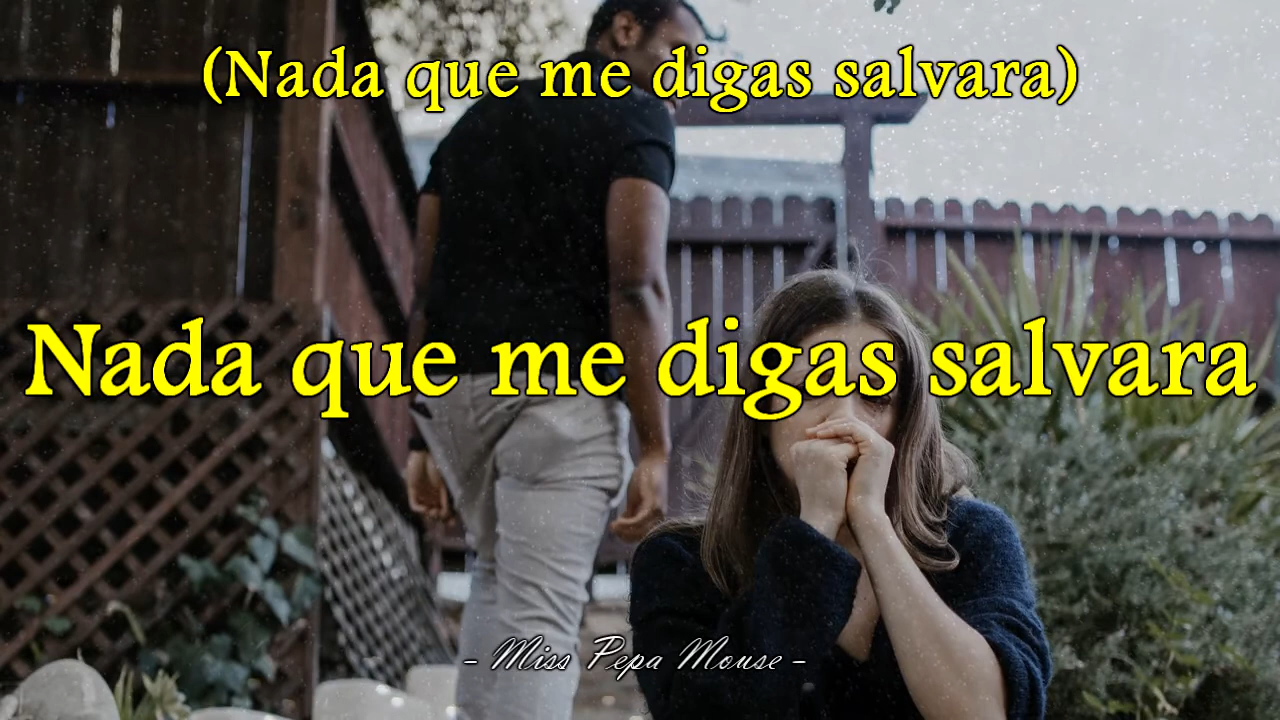 (Nada que me digas salvara)
Nada que me digas salvara
- Miss Pepa Mouse -